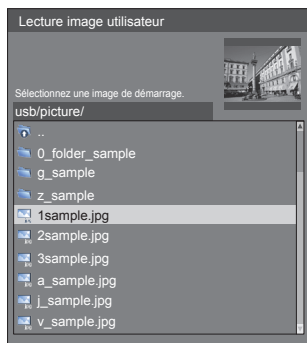 Lecture image utilisateur
Sélectionnez une image de démarrage.
usb/picture/
..
0_folder_sample
g_sample
z_sample
1sample.jpg
2sample.jpg
3sample.jpg
a_sample.jpg
j_sample.jpg
v_sample.jpg